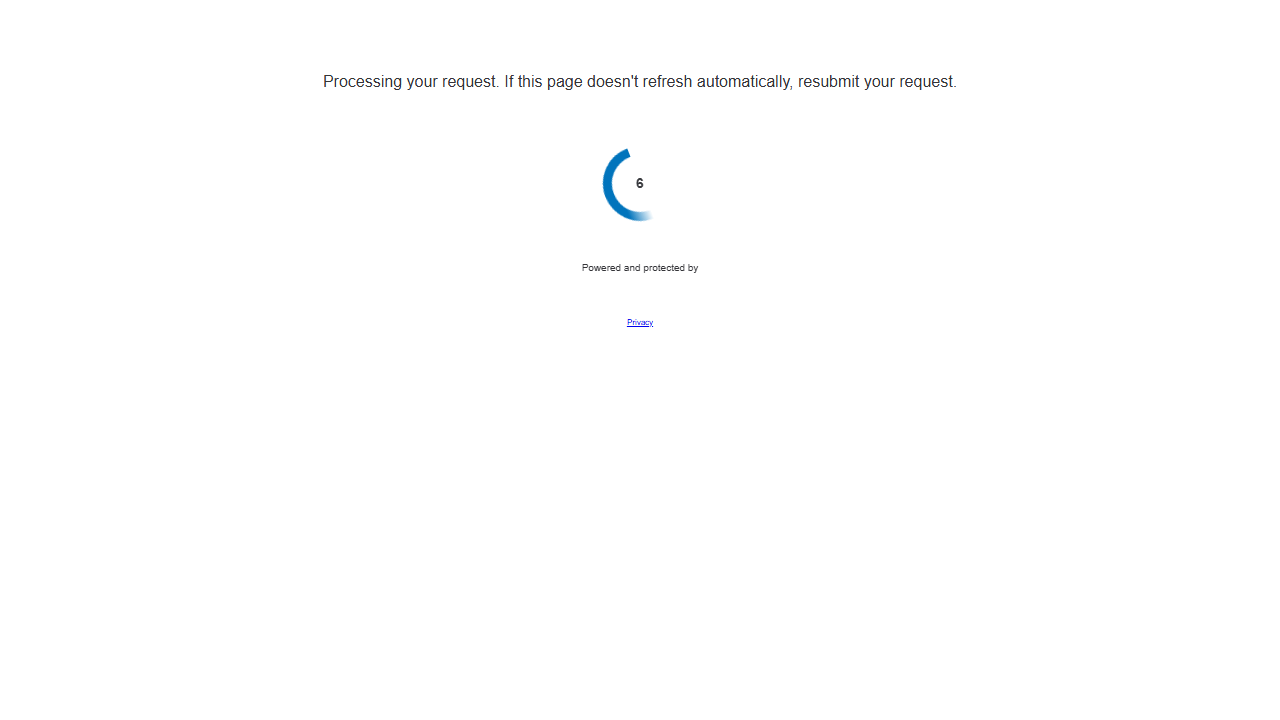 Processing your request. If this page doesn't refresh automatically, resubmit your request.
6
Powered and protected by
Privacy